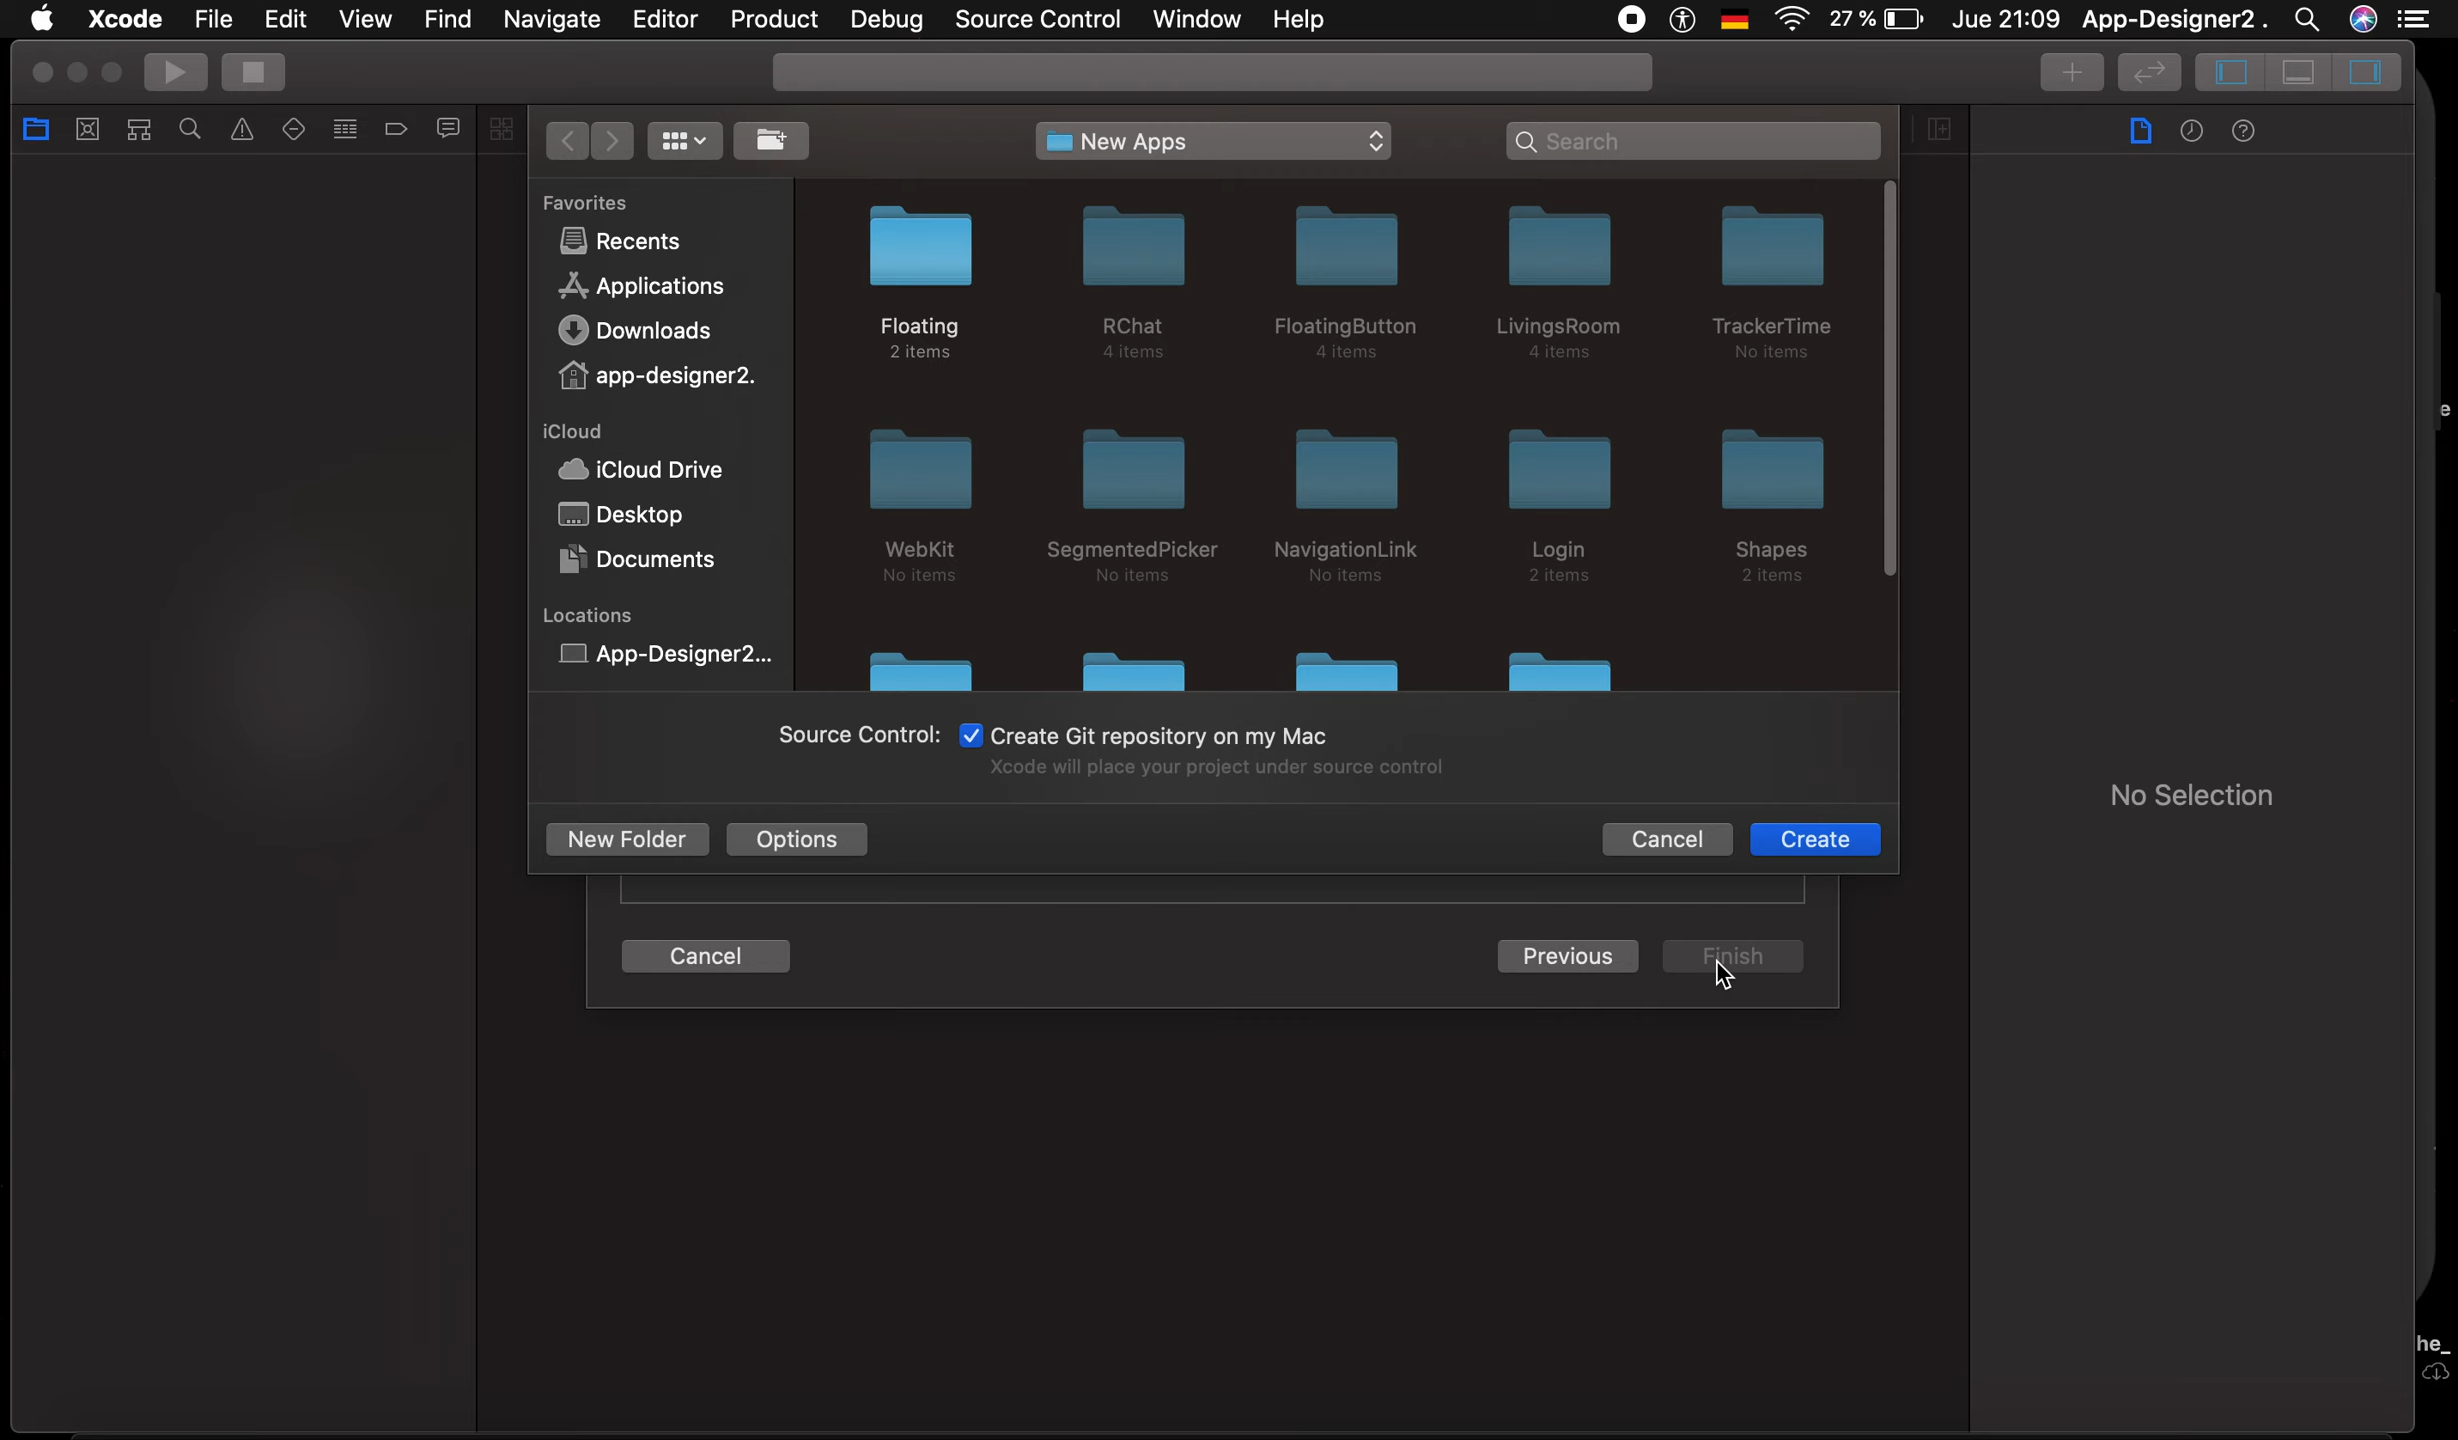 Xcode File Edit View Find Navigate Editor Product Debug Source Control Window Help 27 % Jue 21:09 App-Designer2 .
New Apps
Search
Favorites
Recents
Applications
Downloads
app-designer2.
iCloud
iCloud Drive
Desktop
Documents
Locations
App-Designer2...
Floating RChat FloatingButton LivingsRoom TrackerTime
2 items 4 items 4 items 4 items No items
WebKit SegmentedPicker NavigationLink Login Shapes
No items No items No items 2 items 2 items
Source Control: Create Git repository on my Mac
Xcode will place your project under source control
New Folder Options Cancel Create
Cancel Previous Finish
No Selection
e
he_